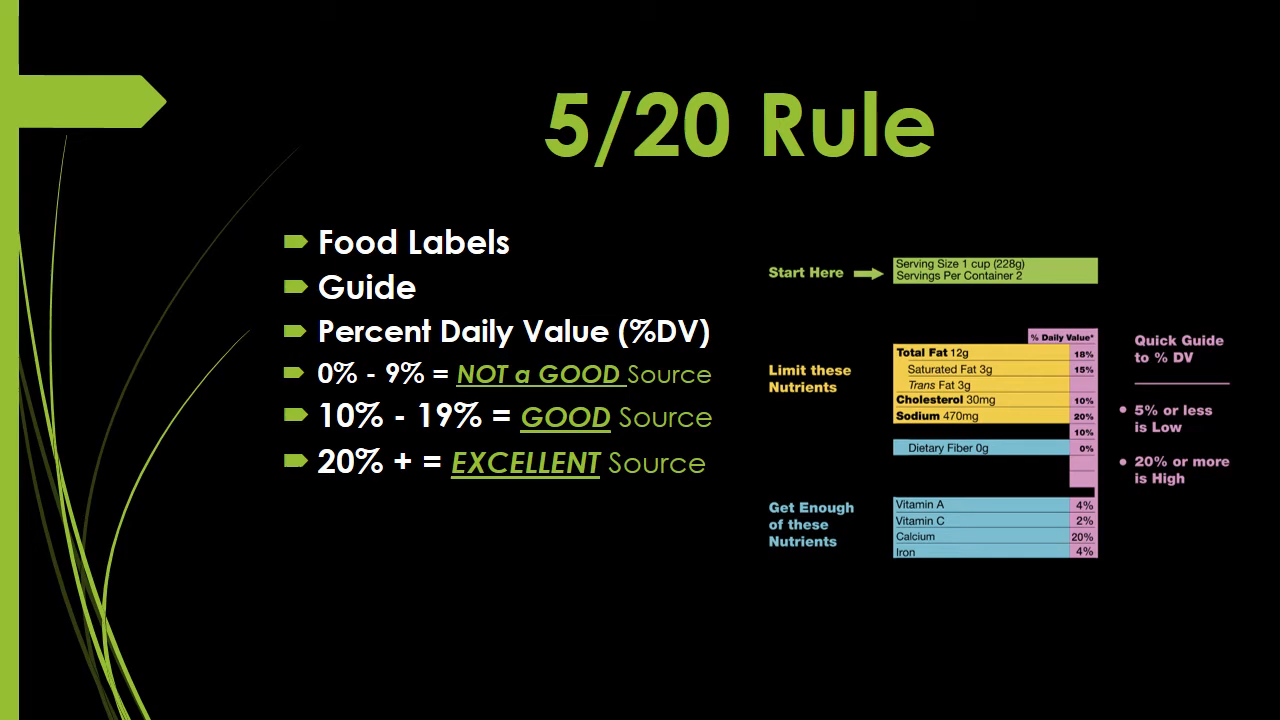 5/20 Rule
Food Labels
Guide
Percent Daily Value (%DV)
0% - 9% = NOT a GOOD Source
10% - 19% = GOOD Source
20% + = EXCELLENT Source
Start Here
Serving Size 1 cup (228g)
Servings Per Container 2
% Daily Value*
Limit these
Nutrients
Total Fat 12g 18%
Saturated Fat 3g 15%
Trans Fat 3g
Cholesterol 30mg 10%
Sodium 470mg 20%
10%
Dietary Fiber 0g 0%
Get Enough
of these
Nutrients
Vitamin A 4%
Vitamin C 2%
Calcium 20%
Iron 4%
Quick Guide
to % DV
• 5% or less
is Low
• 20% or more
is High